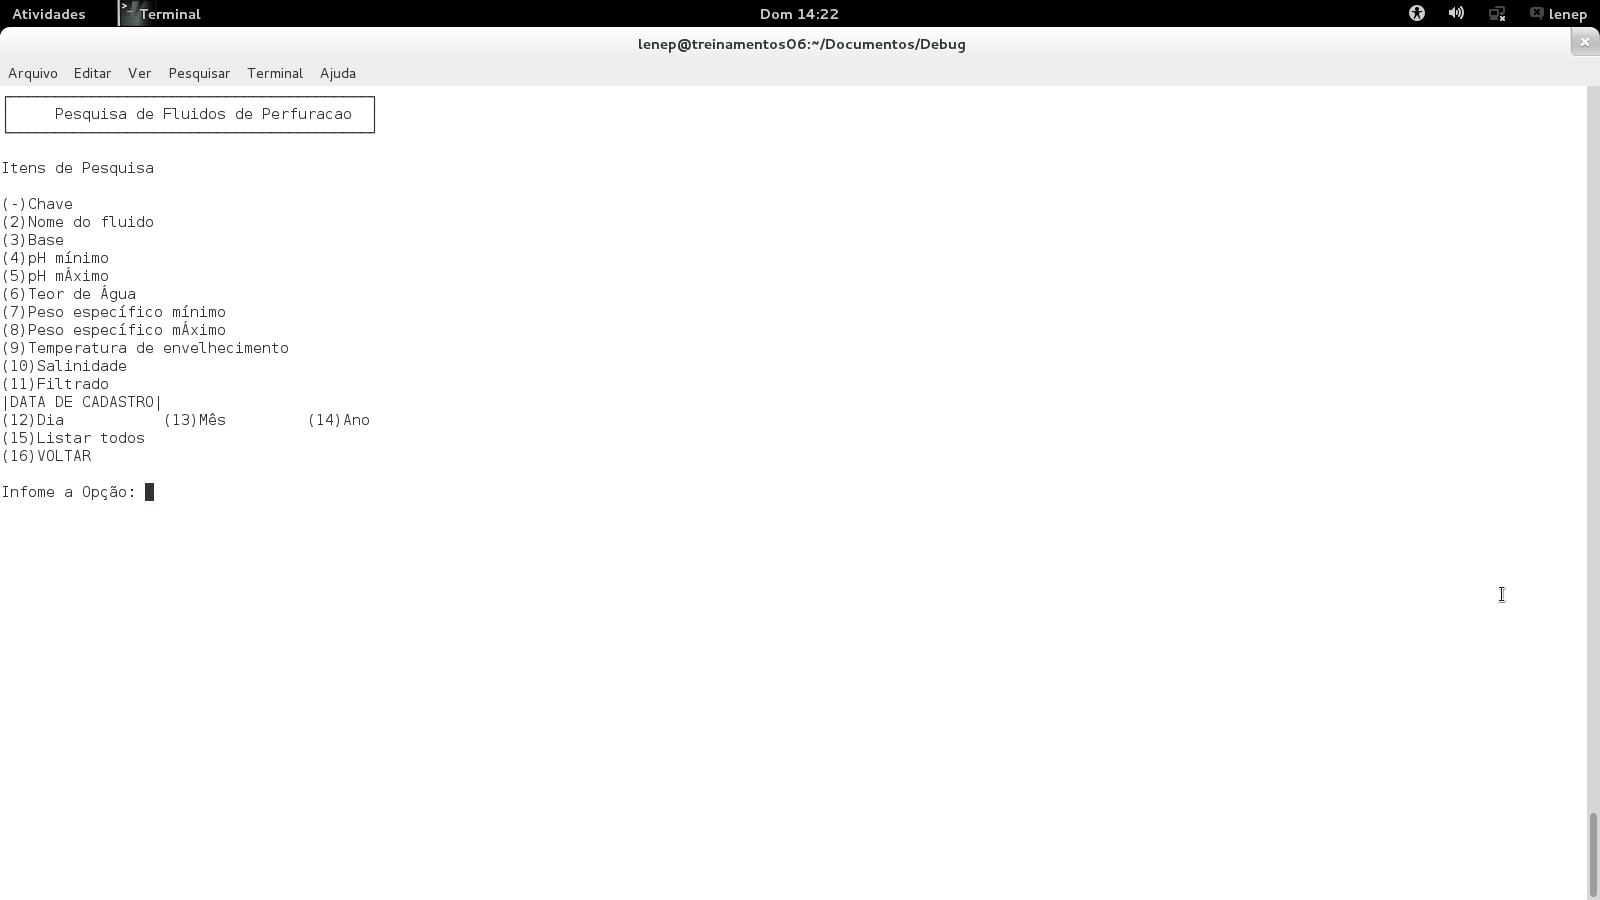 Atividades Terminal Dom 14:22 lenep
lenep@treinamentos06:~/Documentos/Debug
Arquivo Editar Ver Pesquisar Terminal Ajuda
Pesquisa de Fluidos de Perfuracao
Itens de Pesquisa
(-)Chave
(2)Nome do fluido
(3)Base
(4)pH mínimo
(5)pH mÁximo
(6)Teor de Água
(7)Peso específico mínimo
(8)Peso específico mÁximo
(9)Temperatura de envelhecimento
(10)Salinidade
(11)Filtrado
|DATA DE CADASTRO|
(12)Dia (13)Mês (14)Ano
(15)Listar todos
(16)VOLTAR
Infome a Opção: